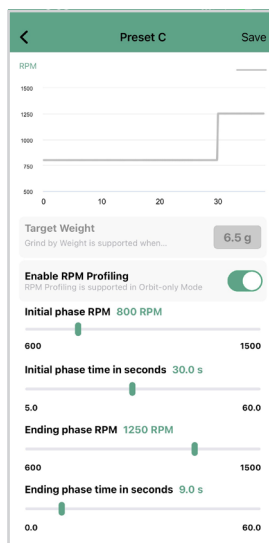 Preset C
Save
RPM
1500
1250
1000
750
500
0 10 20 30
Target Weight
Grind by Weight is supported when...
6.5 g
Enable RPM Profiling
RPM Profiling is supported in Orbit-only Mode
Initial phase RPM 800 RPM
600 1500
Initial phase time in seconds 30.0 s
5.0 60.0
Ending phase RPM 1250 RPM
600 1500
Ending phase time in seconds 9.0 s
0.0 60.0